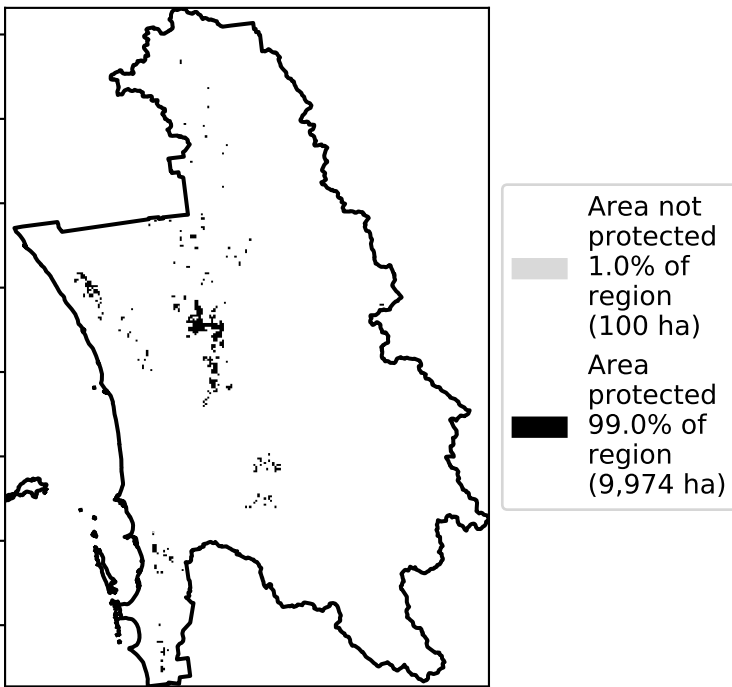 Area not
protected
1.0% of
region
(100 ha)
Area
protected
99.0% of
region
(9,974 ha)